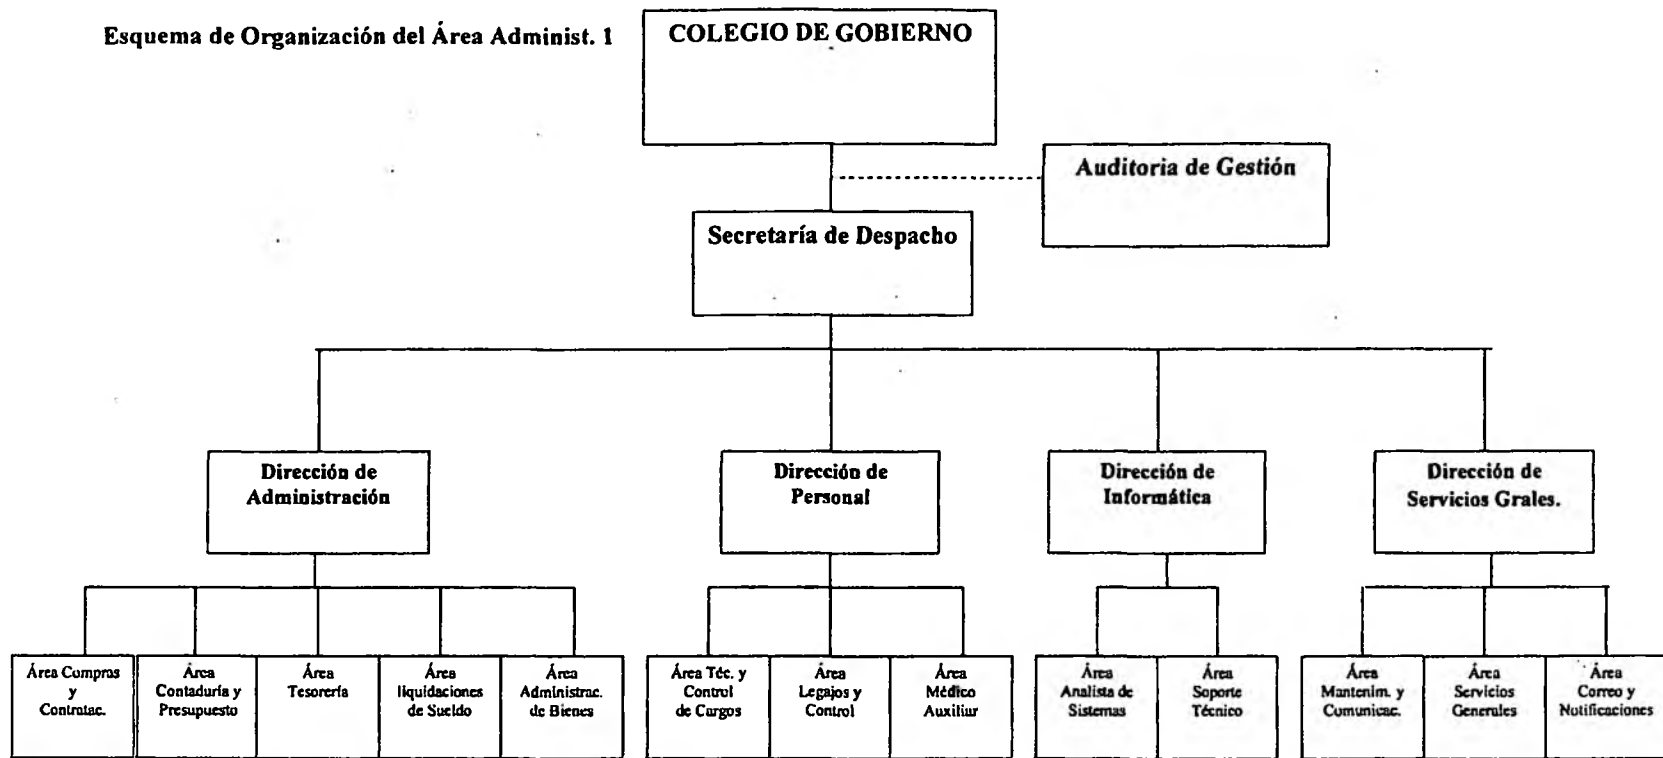 Esquema de Organización del Área Administ. 1
COLEGIO DE GOBIERNO
Auditoria de Gestión
Secretaría de Despacho
Dirección de
Administración
Dirección de
Personal
Dirección de
Informática
Dirección de
Servicios Grales.
Área Compras
y
Contratac.
Área
Contaduría y
Presupuesto
Área
Tesorería
Área
liquidaciones
de Sueldo
Área
Administrac.
de Bienes
Área Téc. y
Control
de Cargos
Área
Legajos y
Control
Área
Médico
Auxiliar
Área
Analista de
Sistemas
Área
Soporte
Técnico
Área
Mantenim. y
Comunicac.
Área
Servicios
Generales
Área
Correo y
Notificaciones